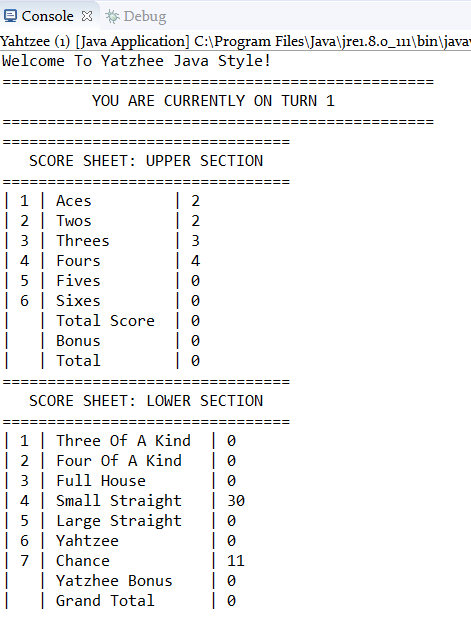 Console Debug
Yahtzee (1) [Java Application] C:\Program Files\Java\jre1.8.0_111\bin\javav
Welcome To Yatzhee Java Style!
================================================
YOU ARE CURRENTLY ON TURN 1
================================================
================================
SCORE SHEET: UPPER SECTION
================================
| 1 | Aces | 2
| 2 | Twos | 2
| 3 | Threes | 3
| 4 | Fours | 4
| 5 | Fives | 0
| 6 | Sixes | 0
| | Total Score | 0
| | Bonus | 0
| | Total | 0
================================
SCORE SHEET: LOWER SECTION
================================
| 1 | Three Of A Kind | 0
| 2 | Four Of A Kind | 0
| 3 | Full House | 0
| 4 | Small Straight | 30
| 5 | Large Straight | 0
| 6 | Yahtzee | 0
| 7 | Chance | 11
| | Yatzhee Bonus | 0
| | Grand Total | 0